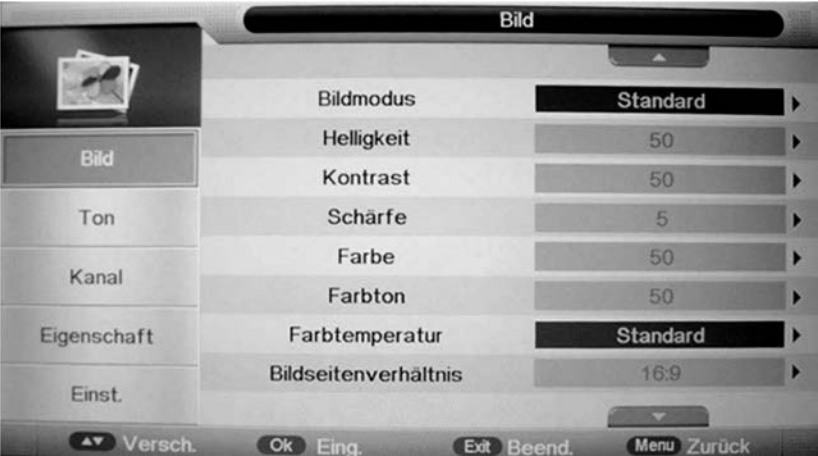 Bild
Bildmodus Standard
Helligkeit 50
Kontrast 50
Schärfe 5
Farbe 50
Farbton 50
Farbtemperatur Standard
Bildseitenverhältnis 16:9
Bild
Ton
Kanal
Eigenschaft
Einst.
Versch. Ok Eing. Exit Beend. Menu Zurück